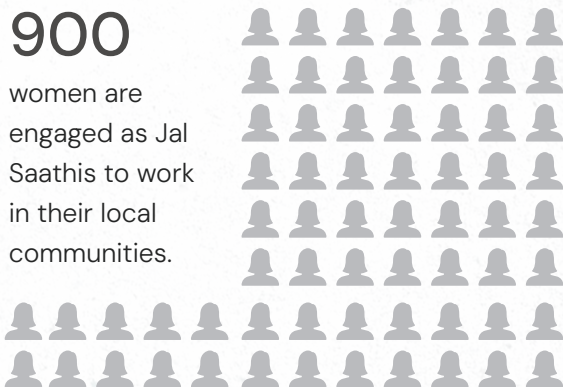 900
women are
engaged as Jal
Saathis to work
in their local
communities.